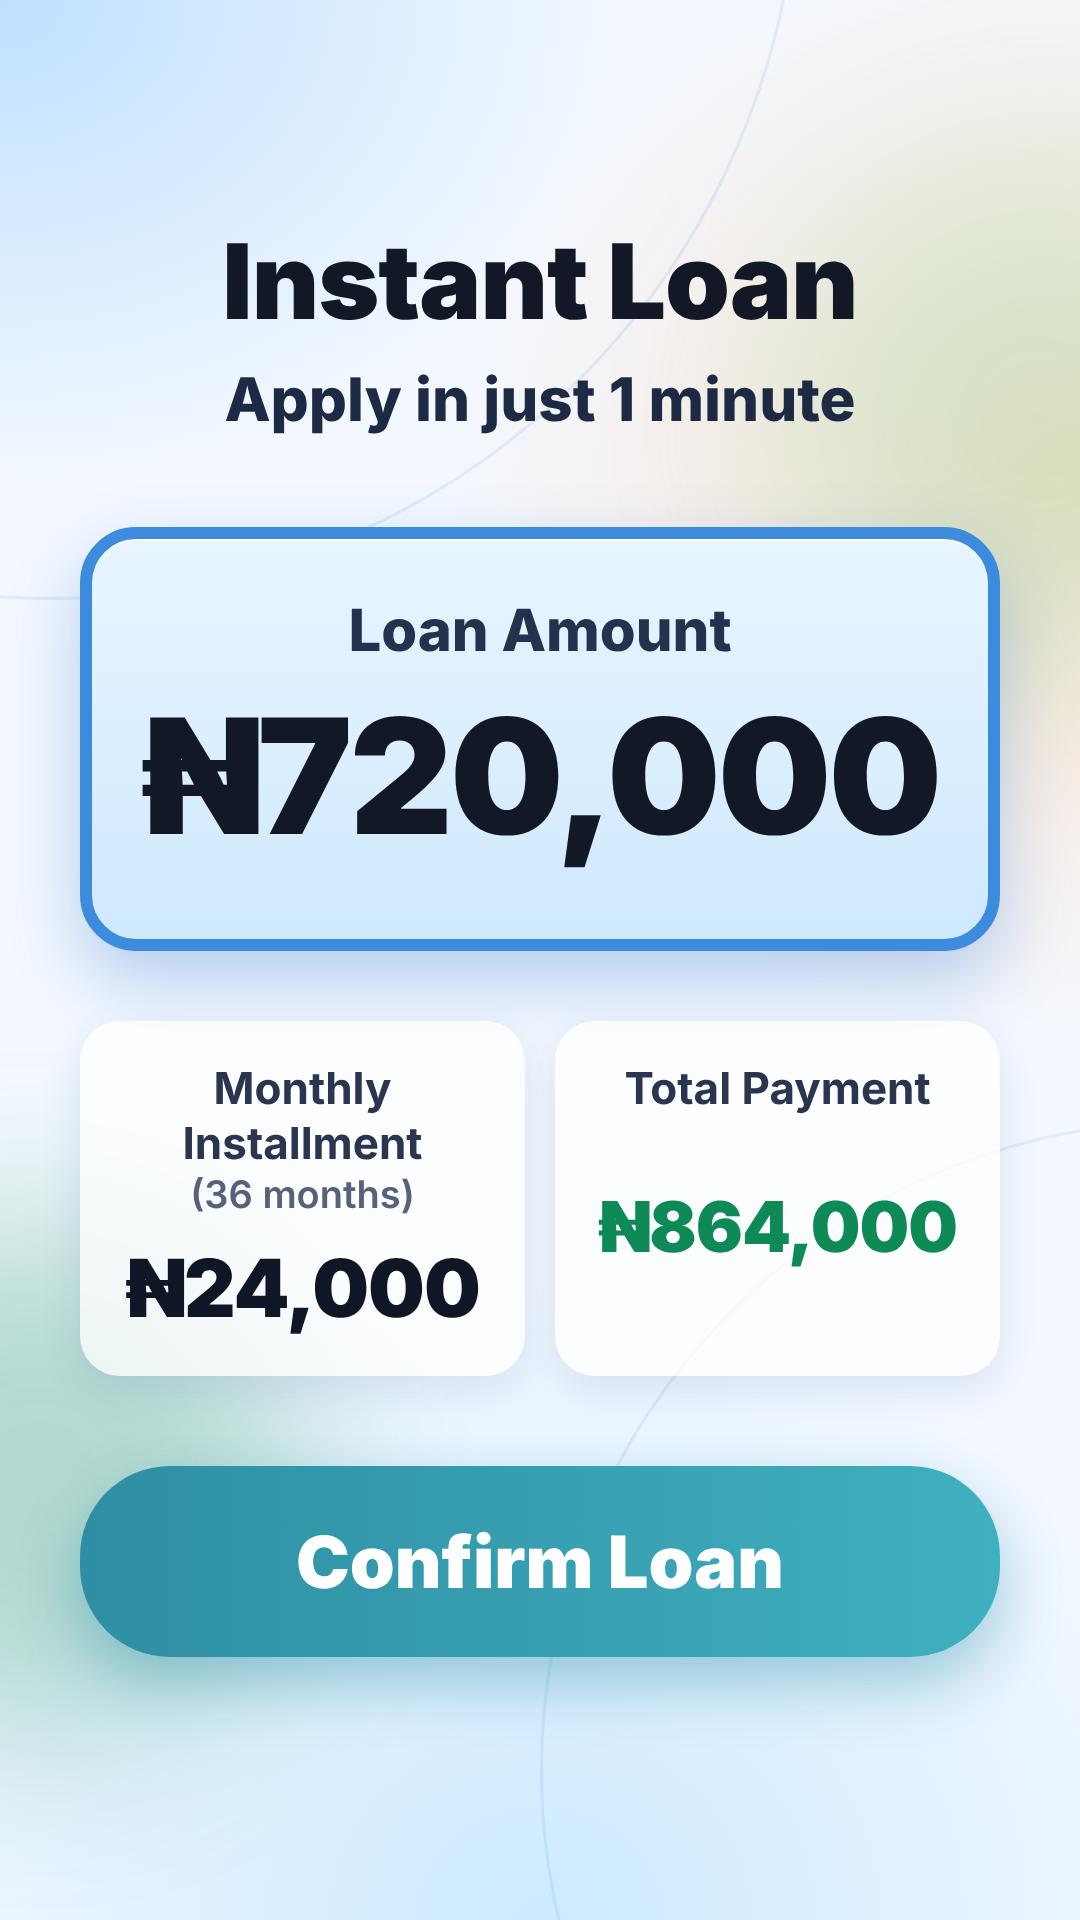 Instant Loan
Apply in just 1 minute
Loan Amount
₦720,000
Monthly
Installment
(36 months)
₦24,000
Total Payment
₦864,000
Confirm Loan